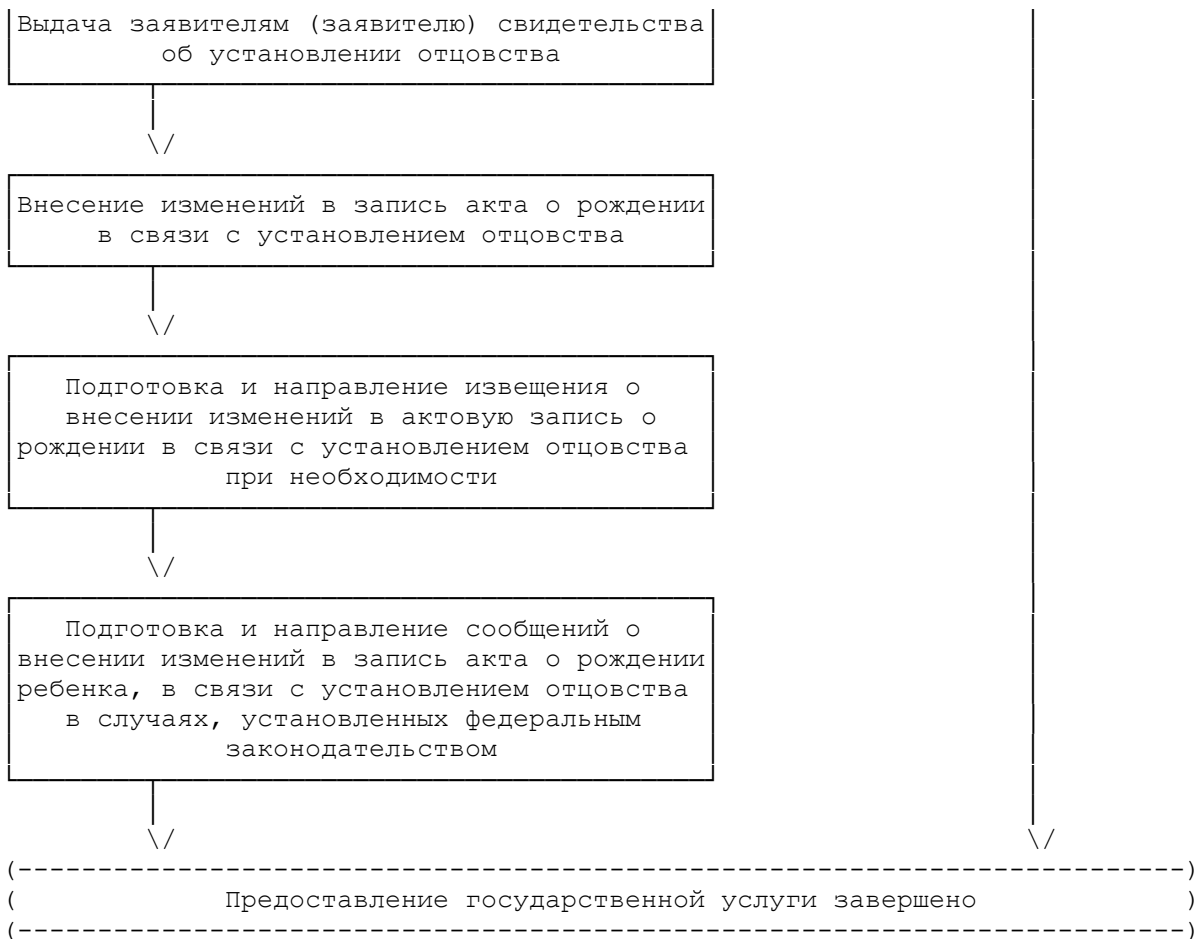 Выдача заявителям (заявителю) свидетельства
об установлении отцовства
Внесение изменений в запись акта о рождении
в связи с установлением отцовства
Подготовка и направление извещения о
внесении изменений в актовую запись о
рождении в связи с установлением отцовства
при необходимости
Подготовка и направление сообщений о
внесении изменений в запись акта о рождении
ребенка, в связи с установлением отцовства
в случаях, установленных федеральным
законодательством
Предоставление государственной услуги завершено